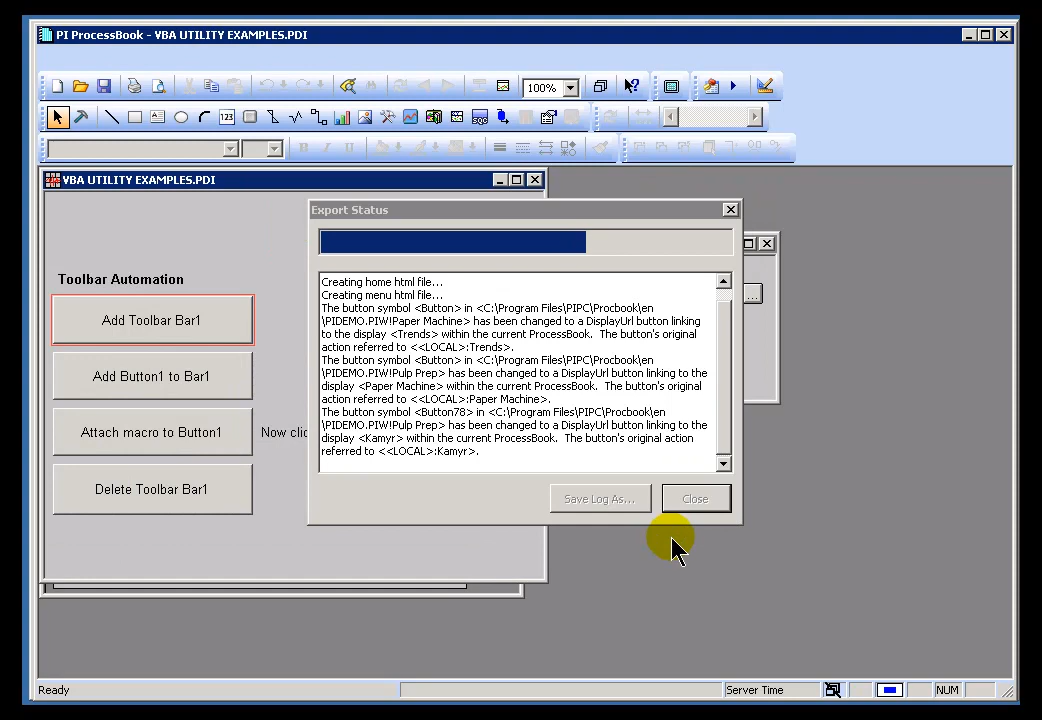 PI ProcessBook - VBA UTILITY EXAMPLES.PDI
100%
123
B I U
VBA UTILITY EXAMPLES.PDI
Toolbar Automation
Add Toolbar Bar1
Add Button1 to Bar1
Attach macro to Button1
Now clic
Delete Toolbar Bar1
Export Status
Creating home html file...
Creating menu html file...
The button symbol <Button> in <C:\Program Files\PIPC\Procbook\en
\PIDEMO.PIW!Paper Machine> has been changed to a DisplayUrl button linking
to the display <Trends> within the current ProcessBook.  The button's original
action referred to <<LOCAL>:Trends>.
The button symbol <Button> in <C:\Program Files\PIPC\Procbook\en
\PIDEMO.PIW!Pulp Prep> has been changed to a DisplayUrl button linking to the
display <Paper Machine> within the current ProcessBook.  The button's original
action referred to <<LOCAL>:Paper Machine>.
The button symbol <Button78> in <C:\Program Files\PIPC\Procbook\en
\PIDEMO.PIW!Pulp Prep> has been changed to a DisplayUrl button linking to the
display <Kamyr> within the current ProcessBook.  The button's original action
referred to <<LOCAL>:Kamyr>.
Save Log As...
Close
...
Ready
Server Time
NUM